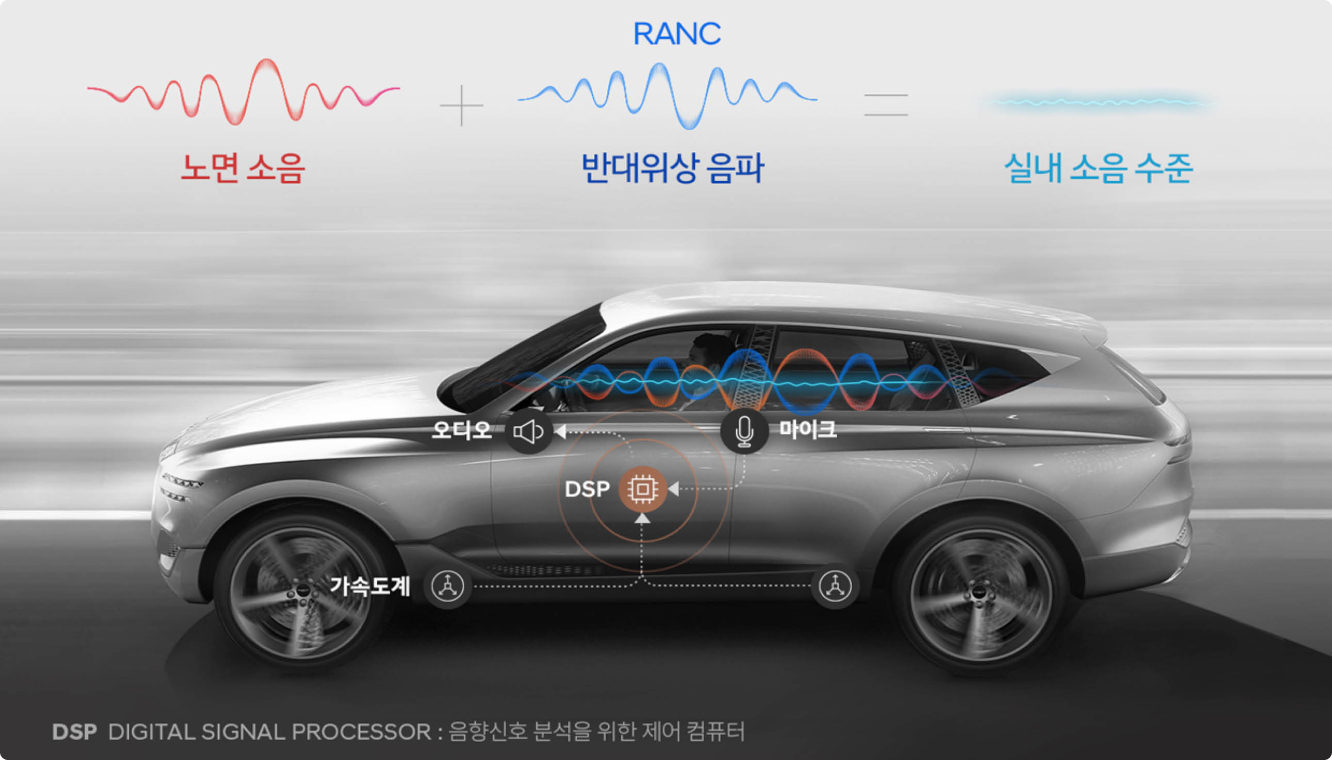 RANC
노면 소음
반대위상 음파
실내 소음 수준
오디오
마이크
DSP
가속도계
DSP DIGITAL SIGNAL PROCESSOR : 음향신호 분석을 위한 제어 컴퓨터